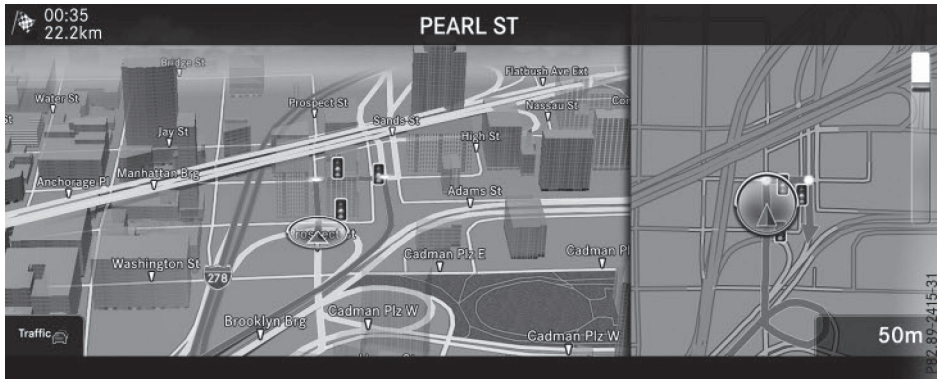 00:35
22.2km
PEARL ST
Bridge St
Flatbush Ave Ext
Water St
Prospect St
Nassau St
Sands St
Jay St
High St
Manhattan Brg
Anchorage Pl
Adams St
Cadman Plz E
Cadman Pl
Washington St
278
Cadman Plz W
Brooklyn Brg
Cadman Plz W
Traffic
50m
P82.89-2415-31